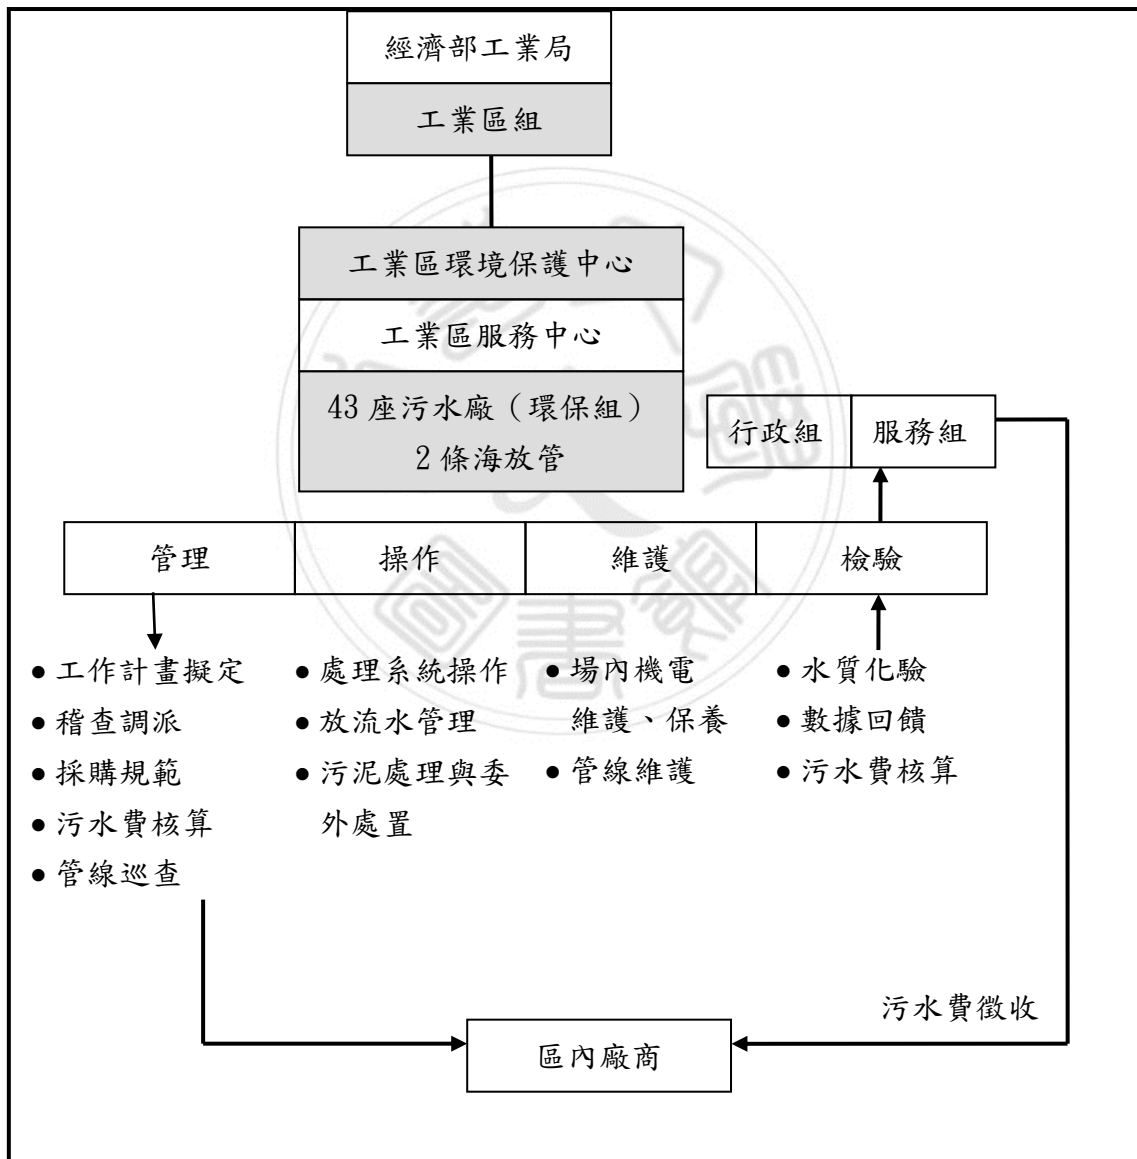 經濟部工業局
工業區組
工業區環境保護中心
工業區服務中心
43 座污水廠（環保組）
2 條海放管
行政組
服務組
管理
操作
維護
檢驗
● 工作計畫擬定
● 稽查調派
● 採購規範
● 污水費核算
● 管線巡查
● 處理系統操作
● 放流水管理
● 污泥處理與委
外處置
● 場內機電
維護、保養
● 管線維護
● 水質化驗
● 數據回饋
● 污水費核算
污水費徵收
區內廠商